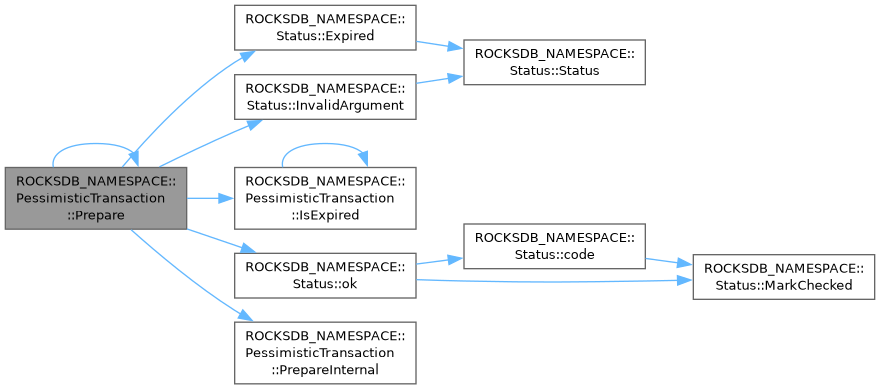 ROCKSDB_NAMESPACE::
Status::Expired
ROCKSDB_NAMESPACE::
Status::Status
ROCKSDB_NAMESPACE::
Status::InvalidArgument
ROCKSDB_NAMESPACE::
PessimisticTransaction
::Prepare
ROCKSDB_NAMESPACE::
PessimisticTransaction
::IsExpired
ROCKSDB_NAMESPACE::
Status::code
ROCKSDB_NAMESPACE::
Status::ok
ROCKSDB_NAMESPACE::
Status::MarkChecked
ROCKSDB_NAMESPACE::
PessimisticTransaction
::PrepareInternal